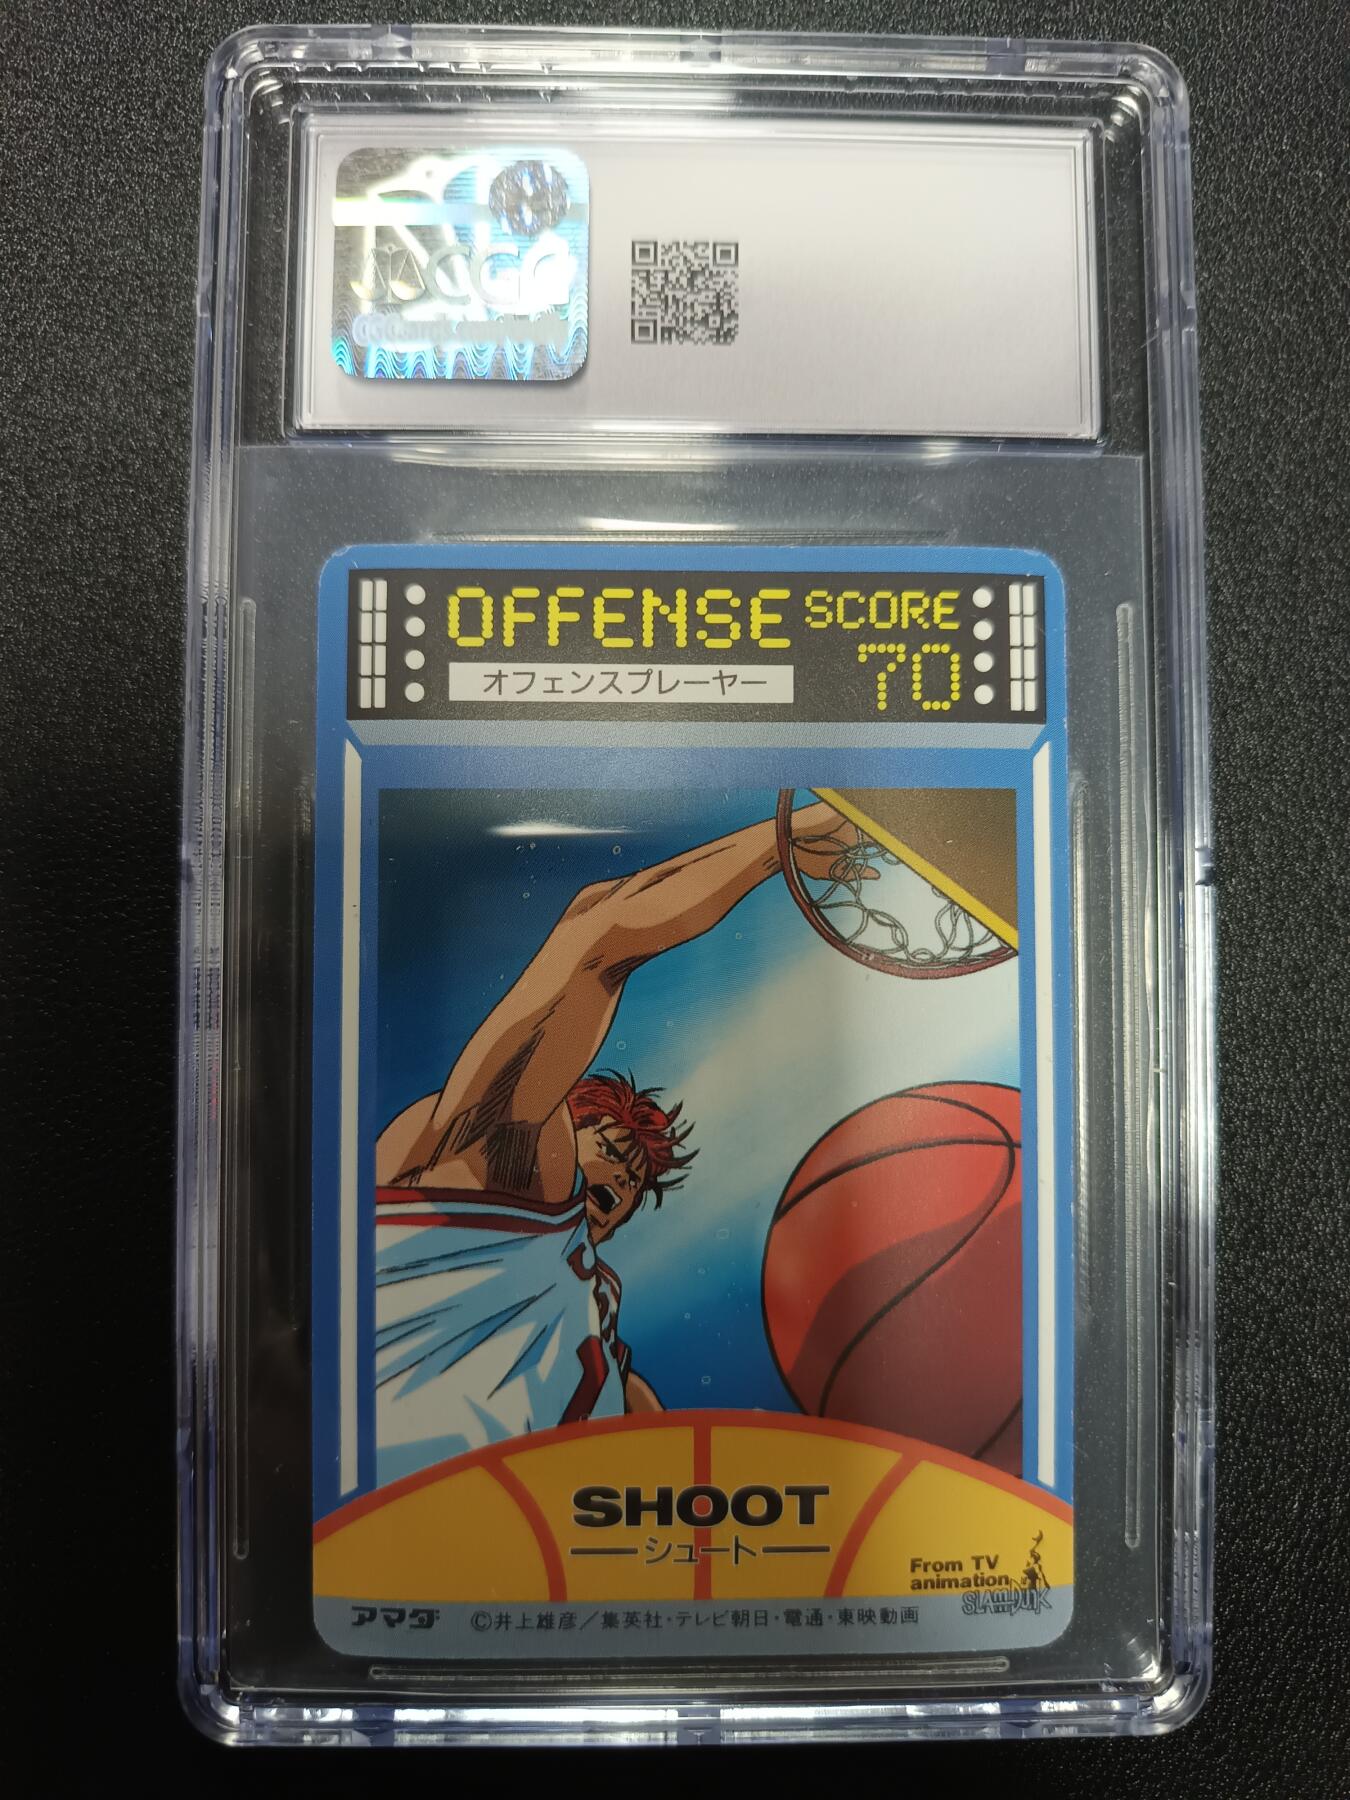 CGC
OFFENSE
オフェンスプレーヤー
SCORE
70
SHOOT
シュート
From TV
animation
SLAM DUNK
アマダ
©井上雄彦／集英社・テレビ朝日・電通・東映動画